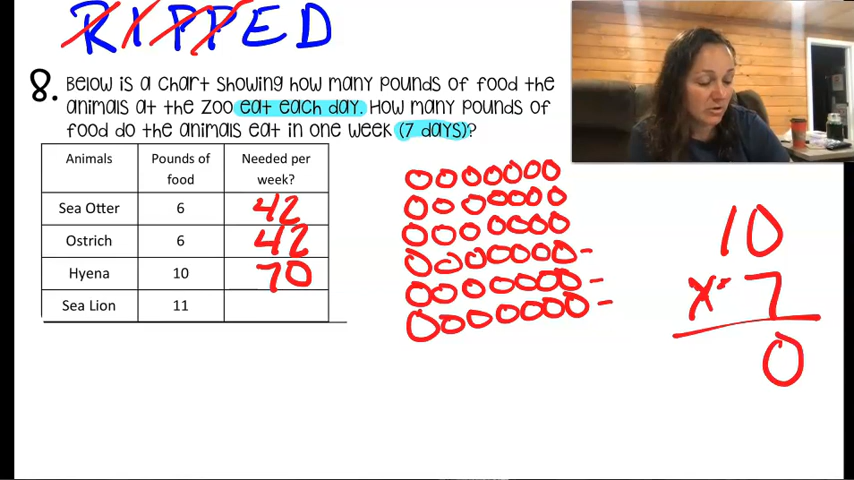 RIPPED
8. Below is a chart showing how many pounds of food the
animals at the zoo eat each day. How many pounds of
food do the animals eat in one week (7 days)?
Animals Pounds of food Needed per week?
Sea Otter 6 42
Ostrich 6 42
Hyena 10 70
Sea Lion 11
10
x 7
0